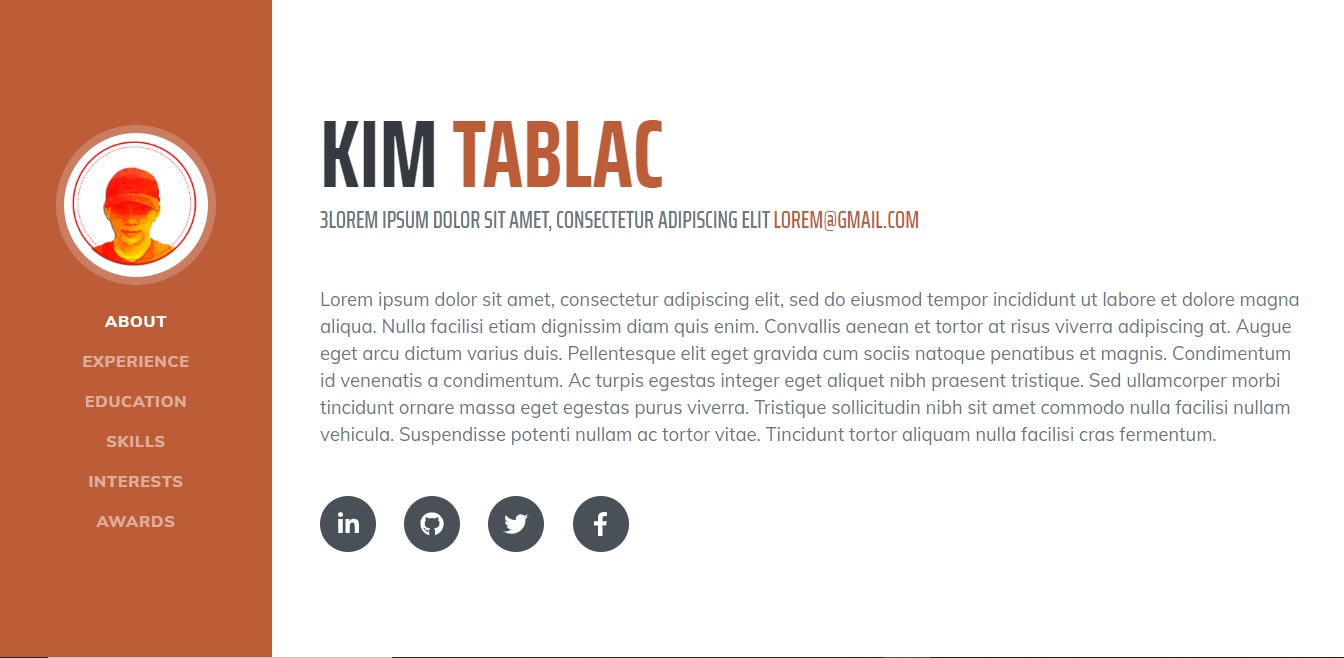 ABOUT
EXPERIENCE
EDUCATION
SKILLS
INTERESTS
AWARDS
KIM TABLAC
3LOREM IPSUM DOLOR SIT AMET, CONSECTETUR ADIPISCING ELIT LOREM@GMAIL.COM
Lorem ipsum dolor sit amet, consectetur adipiscing elit, sed do eiusmod tempor incididunt ut labore et dolore magna
aliqua. Nulla facilisi etiam dignissim diam quis enim. Convallis aenean et tortor at risus viverra adipiscing at. Augue
eget arcu dictum varius duis. Pellentesque elit eget gravida cum sociis natoque penatibus et magnis. Condimentum
id venenatis a condimentum. Ac turpis egestas integer eget aliquet nibh praesent tristique. Sed ullamcorper morbi
tincidunt ornare massa eget egestas purus viverra. Tristique sollicitudin nibh sit amet commodo nulla facilisi nullam
vehicula. Suspendisse potenti nullam ac tortor vitae. Tincidunt tortor aliquam nulla facilisi cras fermentum.